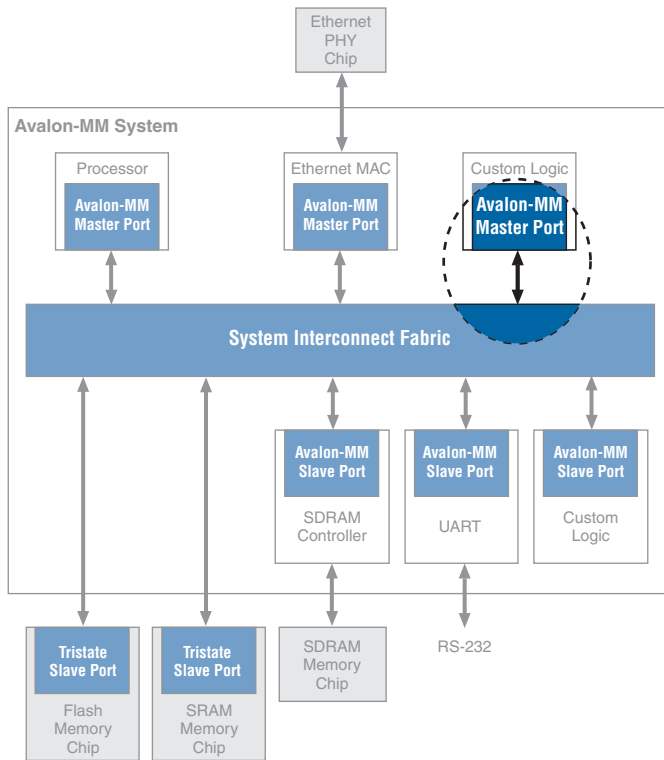 Ethernet
PHY
Chip
Avalon-MM System
Processor
Avalon-MM
Master Port
Ethernet MAC
Avalon-MM
Master Port
Custom Logic
Avalon-MM
Master Port
System Interconnect Fabric
Avalon-MM
Slave Port
SDRAM
Controller
Avalon-MM
Slave Port
UART
Avalon-MM
Slave Port
Custom
Logic
Tristate
Slave Port
Flash
Memory
Chip
Tristate
Slave Port
SRAM
Memory
Chip
SDRAM
Memory
Chip
RS-232